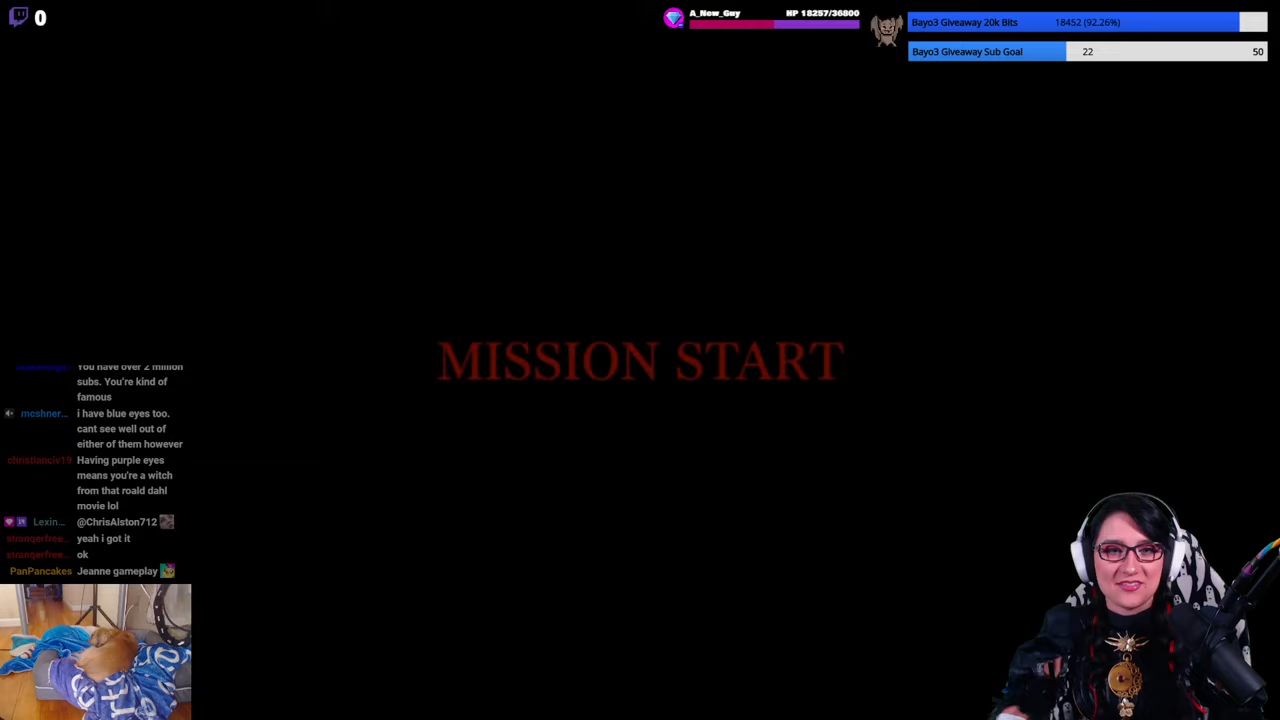 0
A_New_Guy HP 18257/36800
Bayo3 Giveaway 20k Bits 18452 (92.26%)
Bayo3 Giveaway Sub Goal 22 50
MISSION START
You have over 2 million
subs. You're kind of
famous
mcshner... i have blue eyes too.
cant see well out of
either of them however
christianciv19 Having purple eyes
means you're a witch
from that roald dahl
movie lol
Lexin... @ChrisAlston712
strangerfree... yeah i got it
strangerfree... ok
PanPancakes Jeanne gameplay